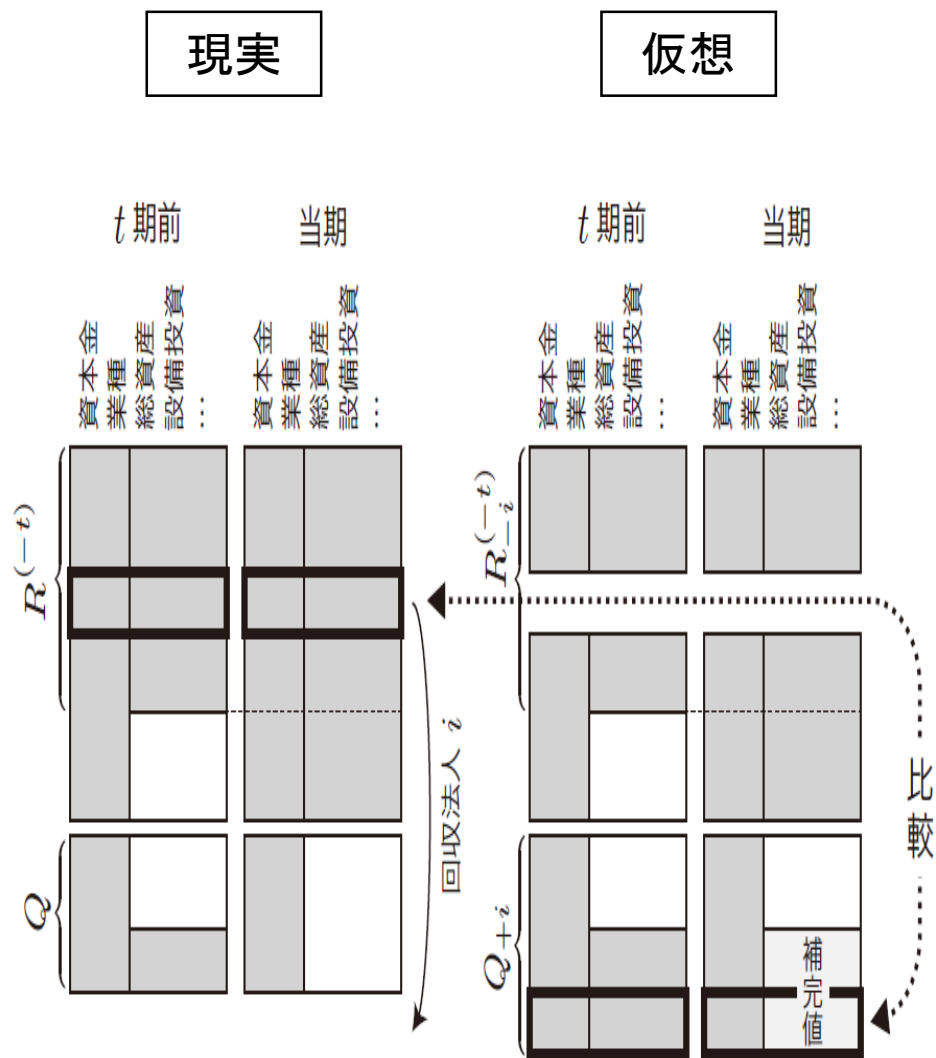 現実
仮想
t 期前
当期
t 期前
当期
資本金
業種
総資産
設備投資
…
資本金
業種
総資産
設備投資
…
資本金
業種
総資産
設備投資
…
資本金
業種
総資産
設備投資
…
R^{(-t)}
R_{-i}^{(-t)}
回収法人 i
比較
Q
Q_{+i}
補完値